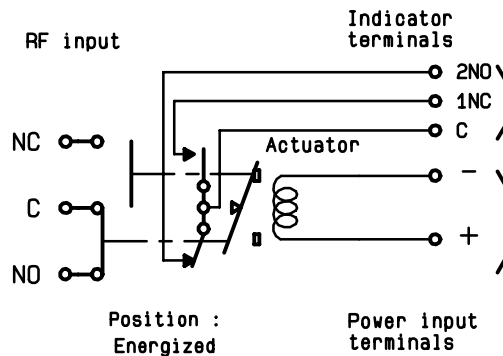 RF input
Indicator
terminals
2NO
1NC
C
Actuator
NC
C
NO
-
+
Position :
Energized
Power input
terminals